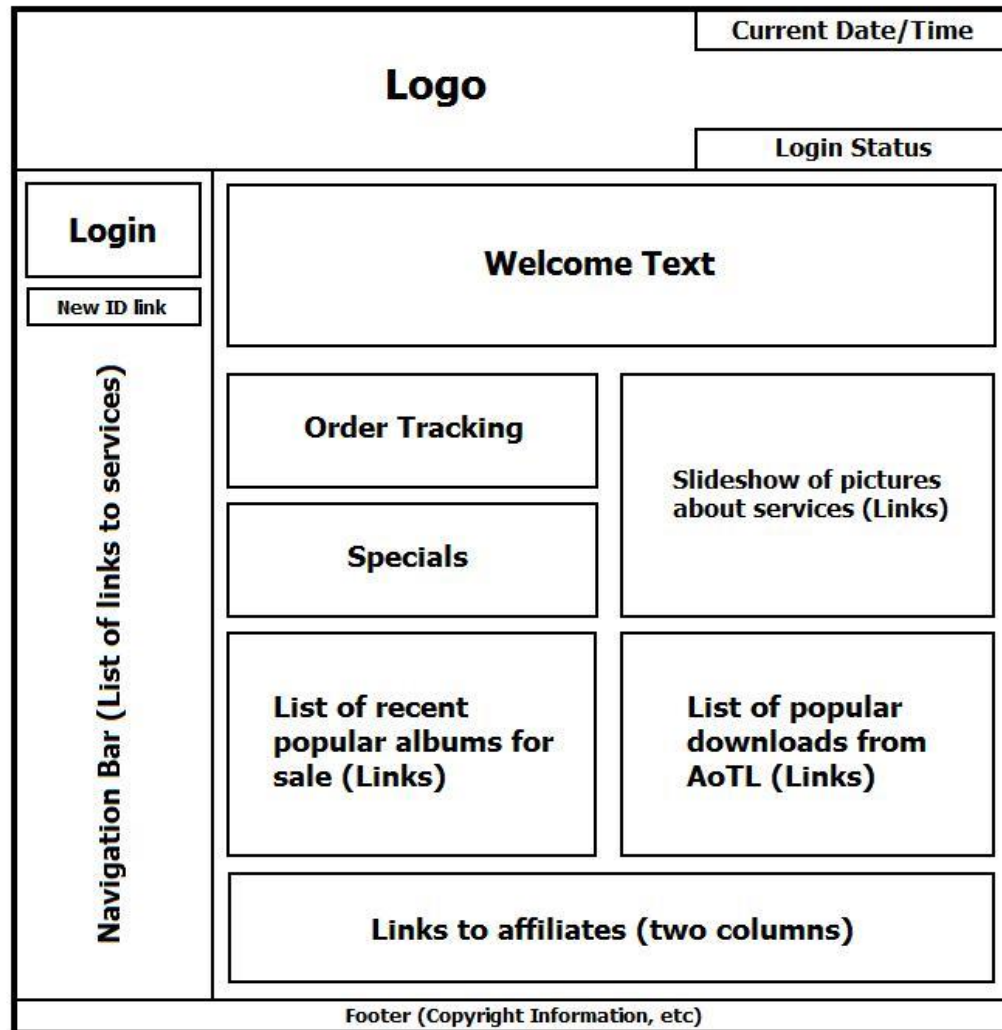 Current Date/Time
Logo
Login Status
Login
New ID link
Navigation Bar (List of links to services)
Welcome Text
Order Tracking
Specials
Slideshow of pictures
about services (Links)
List of recent
popular albums for
sale (Links)
List of popular
downloads from
AoTL (Links)
Links to affiliates (two columns)
Footer (Copyright Information, etc)